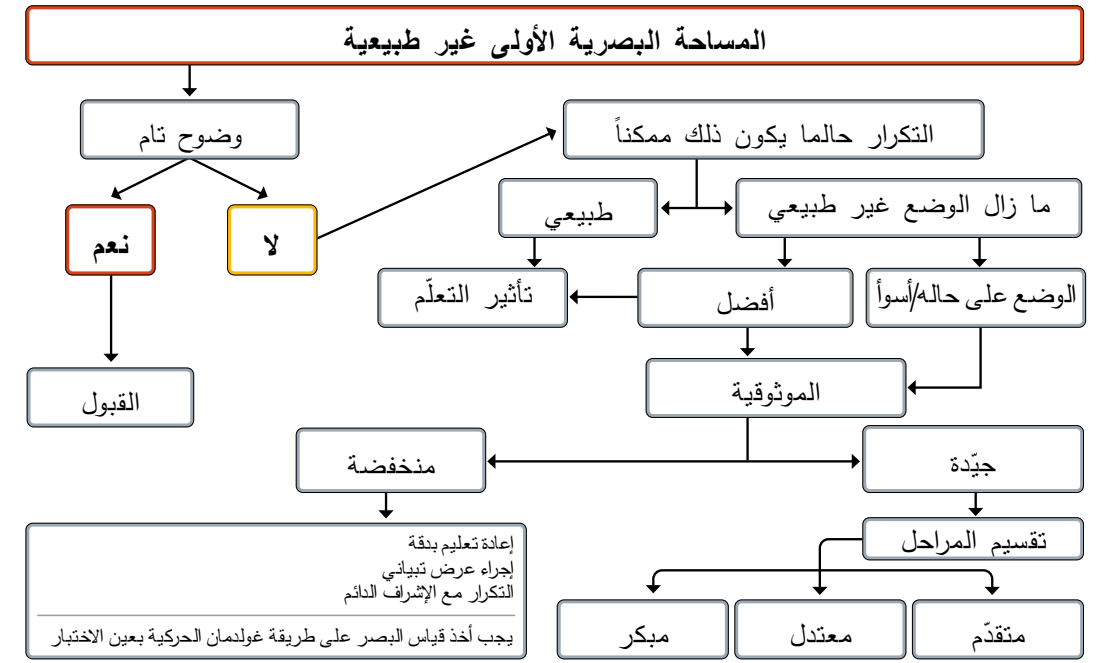 المساحة البصرية الأولى غير طبيعية
وضوح تام
التكرار حالما يكون ذلك ممكناً
ما زال الوضع غير طبيعي
طبيعي
لا
نعم
الوضع على حاله/أسوأ
أفضل
تأثير التعلّم
الموثوقية
القبول
جيّدة
منخفضة
تقسيم المراحل
إعادة تعليم بدقة
إجراء عرض تبياني
التكرار مع الإشراف الدائم
يجب أخذ قياس البصر على طريقة غولدمان الحركية بعين الاختبار
متقدّم
معتدل
مبكر